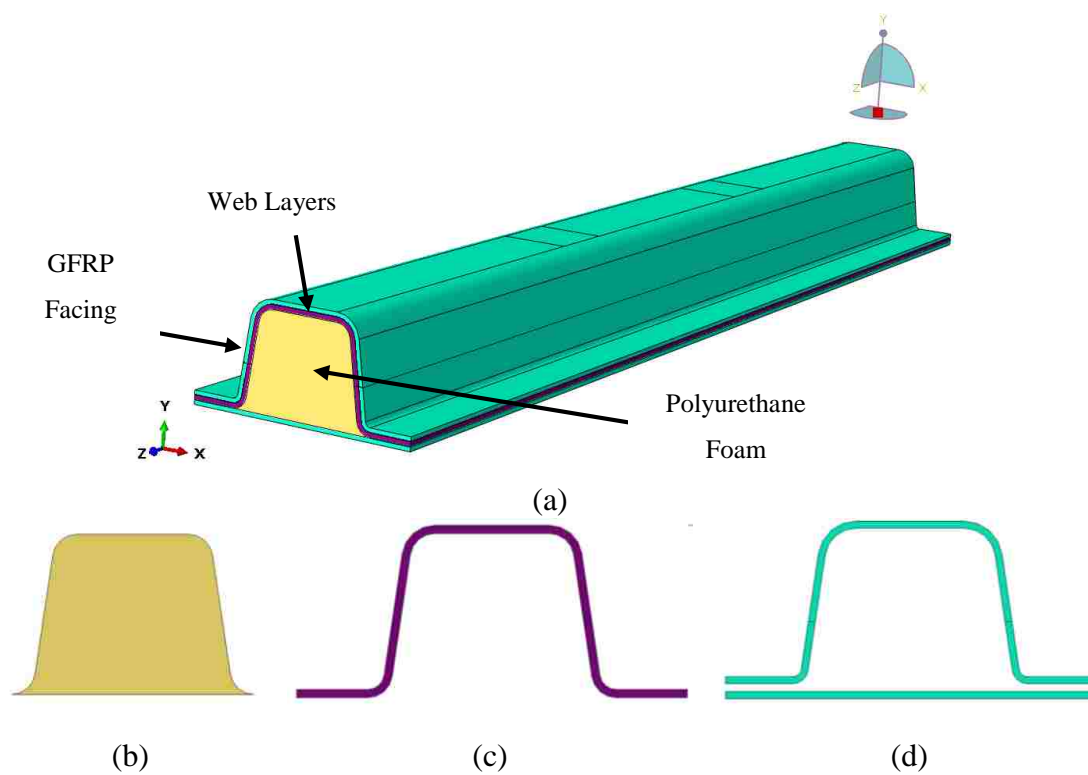 Y
Z
X
Web Layers
GFRP
Facing
Polyurethane
Foam
Y
Z
X
(a)
(b)
(c)
(d)